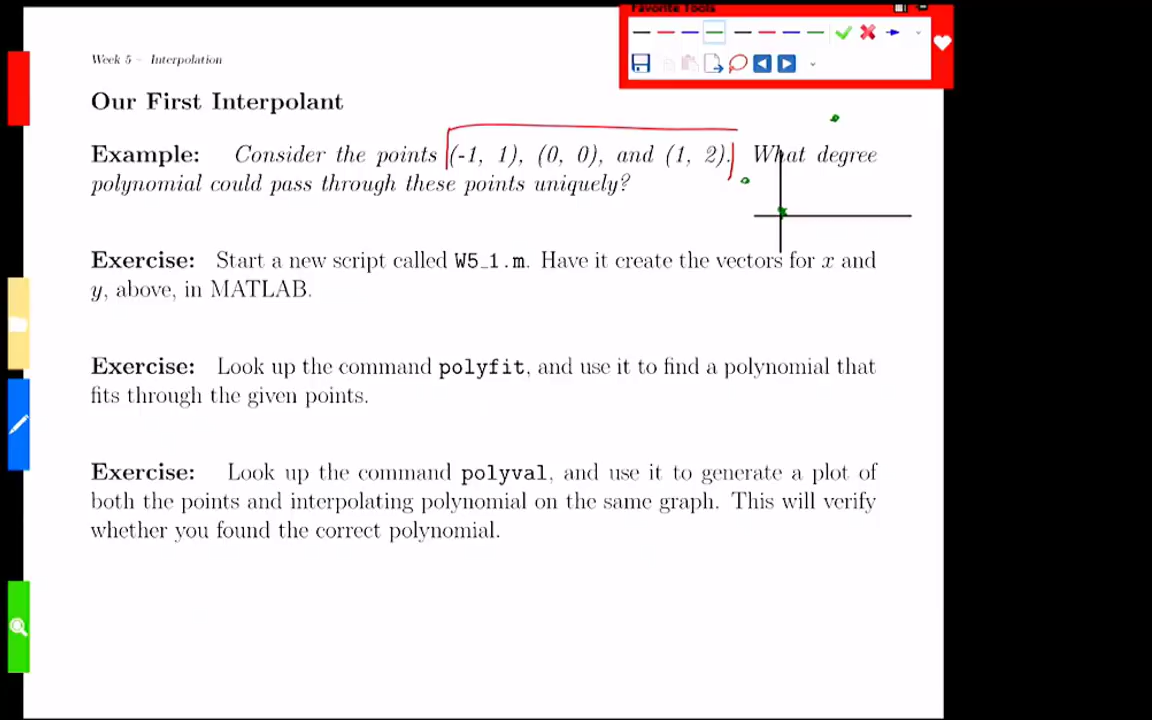 Favorite Tools
Week 5 – Interpolation
Our First Interpolant
Example: Consider the points (-1, 1), (0, 0), and (1, 2). What degree
polynomial could pass through these points uniquely?
Exercise: Start a new script called W5_1.m. Have it create the vectors for x and
y, above, in MATLAB.
Exercise: Look up the command polyfit, and use it to find a polynomial that
fits through the given points.
Exercise: Look up the command polyval, and use it to generate a plot of
both the points and interpolating polynomial on the same graph. This will verify
whether you found the correct polynomial.